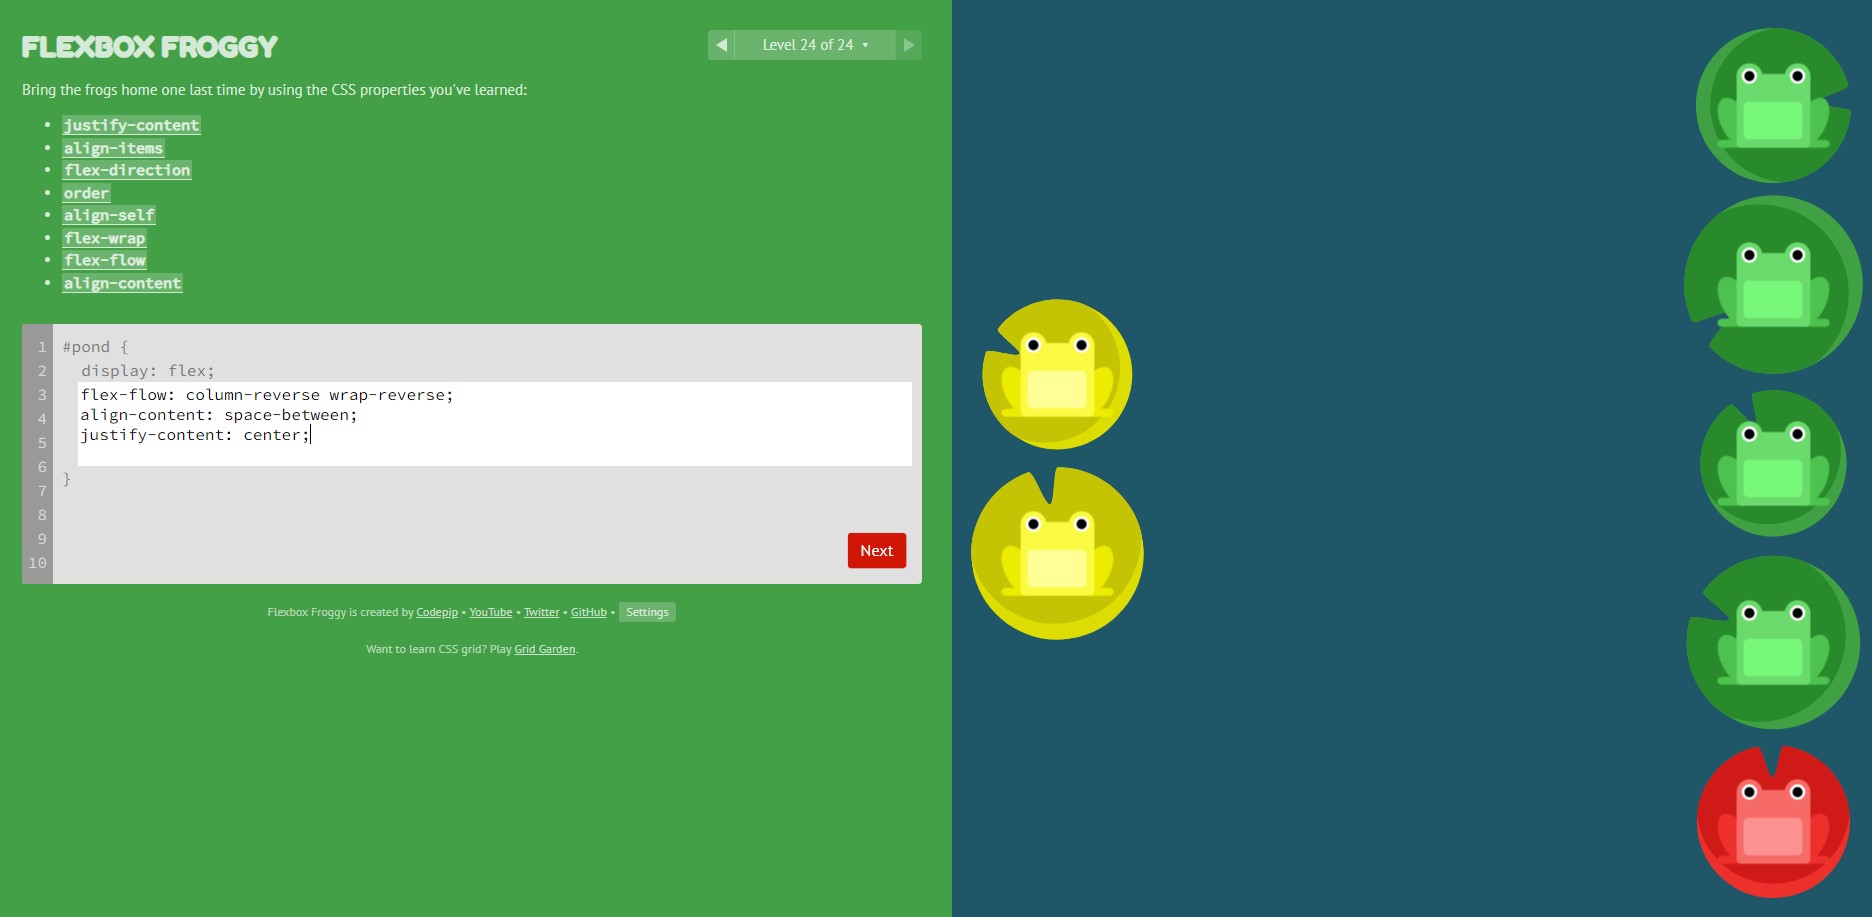 FLEXBOX FROGGY
◀ Level 24 of 24 ▾ ▶
Bring the frogs home one last time by using the CSS properties you've learned:
• justify-content
• align-items
• flex-direction
• order
• align-self
• flex-wrap
• flex-flow
• align-content
1 #pond {
2 display: flex;
3 flex-flow: column-reverse wrap-reverse;
4 align-content: space-between;
5 justify-content: center;
6
7 }
8
9
10
Next
Flexbox Froggy is created by Codepip • YouTube • Twitter • GitHub • Settings
Want to learn CSS grid? Play Grid Garden.